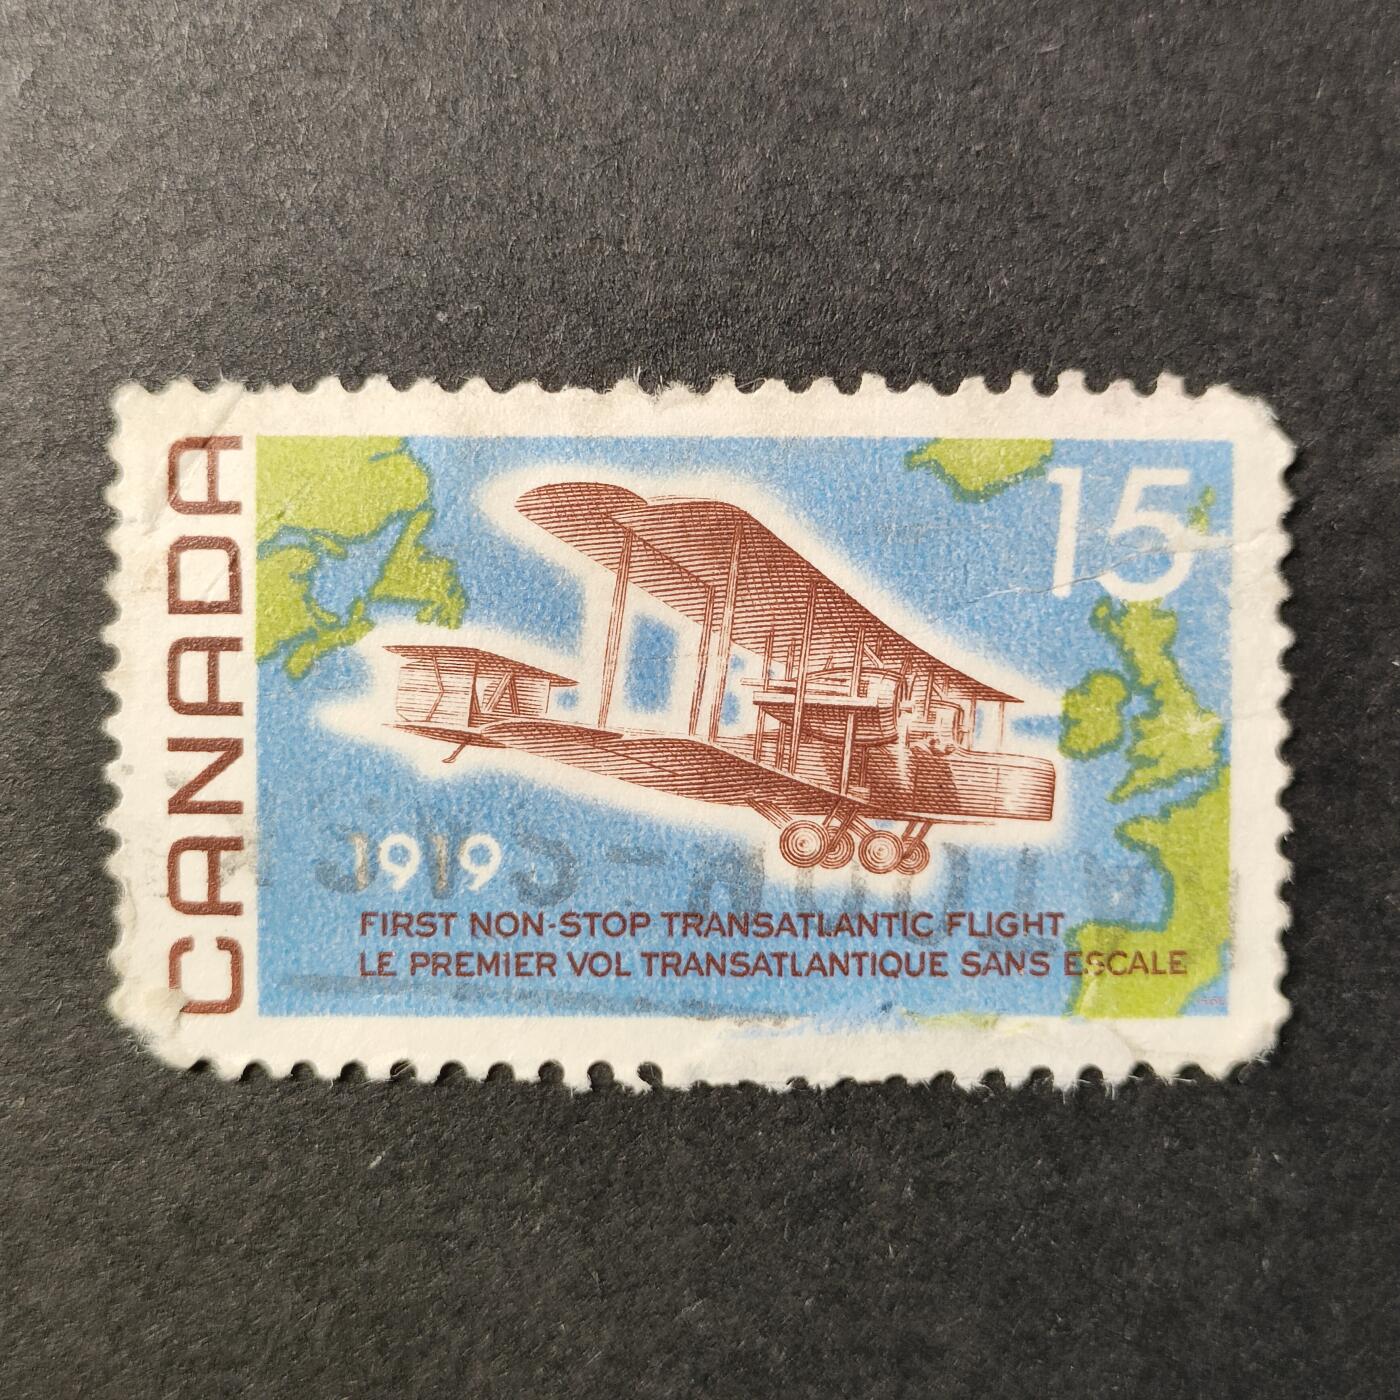 CANADA
15
1919
FIRST NON-STOP TRANSATLANTIC FLIGHT
LE PREMIER VOL TRANSATLANTIQUE SANS ESCALE